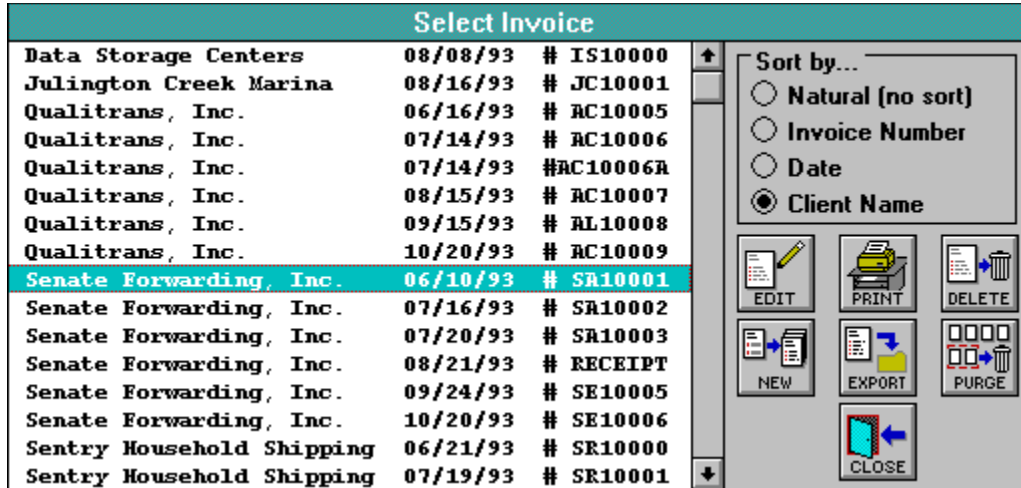 Select Invoice
Data Storage Centers 08/08/93 # IS10000
Julington Creek Marina 08/16/93 # JC10001
Qualitrans, Inc. 06/16/93 # AC10005
Qualitrans, Inc. 07/14/93 # AC10006
Qualitrans, Inc. 07/14/93 #AC10006A
Qualitrans, Inc. 08/15/93 # AC10007
Qualitrans, Inc. 09/15/93 # AL10008
Qualitrans, Inc. 10/20/93 # AC10009
Senate Forwarding, Inc. 06/10/93 # SA10001
Senate Forwarding, Inc. 07/16/93 # SA10002
Senate Forwarding, Inc. 07/20/93 # SA10003
Senate Forwarding, Inc. 08/21/93 # RECEIPT
Senate Forwarding, Inc. 09/24/93 # SE10005
Senate Forwarding, Inc. 10/20/93 # SE10006
Sentry Household Shipping 06/21/93 # SR10000
Sentry Household Shipping 07/19/93 # SR10001
Sort by...
Natural (no sort)
Invoice Number
Date
Client Name
EDIT PRINT DELETE
NEW EXPORT PURGE
CLOSE